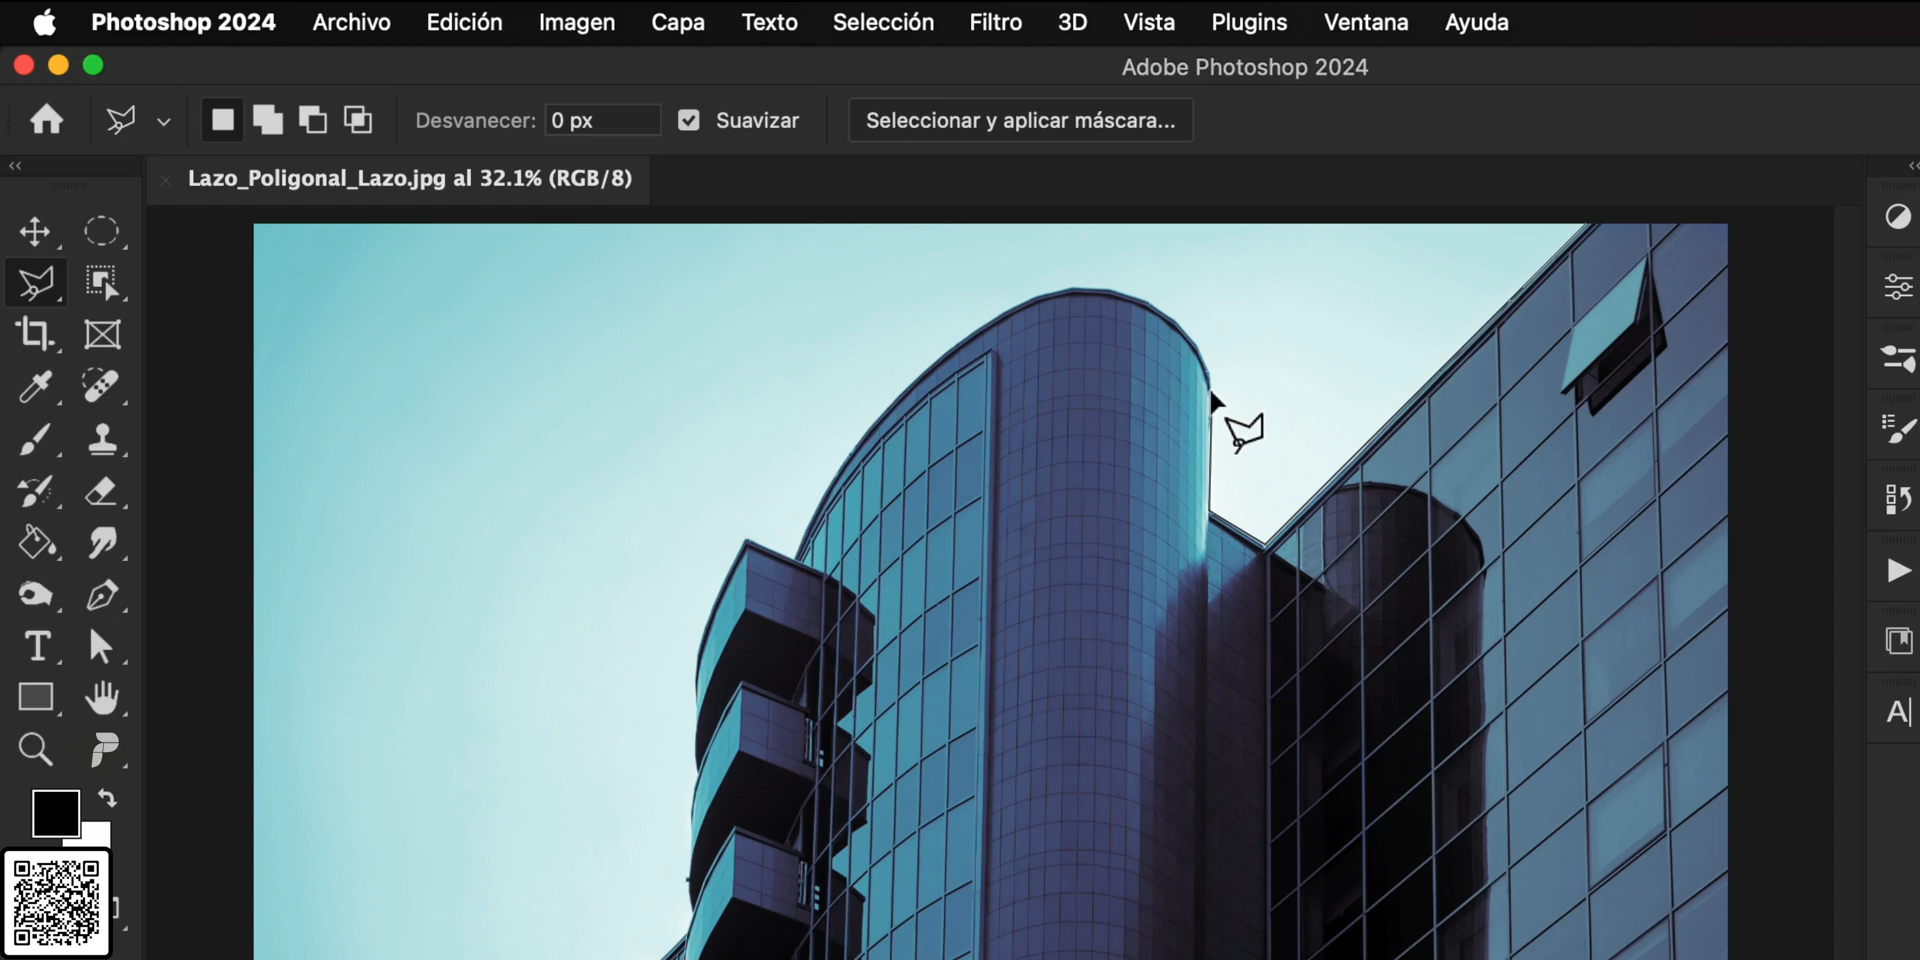 Photoshop 2024 Archivo Edición Imagen Capa Texto Selección Filtro 3D Vista Plugins Ventana Ayuda
Adobe Photoshop 2024
Desvanecer: 0 px Suavizar Seleccionar y aplicar máscara...
Lazo_Poligonal_Lazo.jpg al 32.1% (RGB/8)